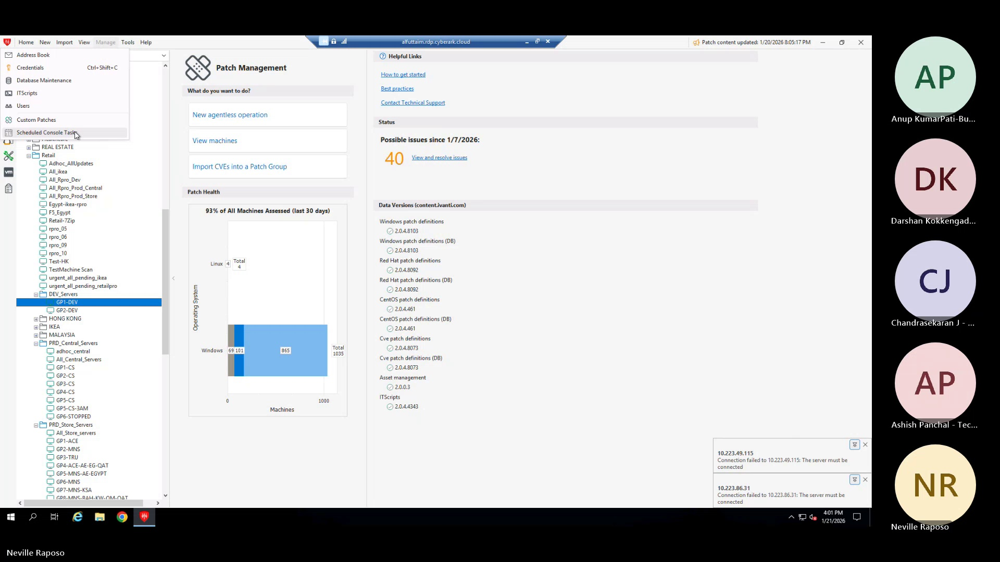 Home New Import View Manage Tools Help
alfuttaim.rdp.cyberark.cloud
Patch content updated: 1/20/2026 8:05:17 PM
Address Book
Credentials Ctrl+Shift+C
Database Maintenance
ITScripts
Users
Custom Patches
Scheduled Console Tasks
REAL ESTATE
Retail
Adhoc_AllUpdates
All_ikea
All_Rpro_Dev
All_Rpro_Prod_Central
All_Rpro_Prod_Store
Egypt-ikea-rpro
F5_Egypt
Retail-7Zip
rpro_05
rpro_06
rpro_09
rpro_10
Test-HK
TestMachine Scan
urgent_all_pending_ikea
urgent_all_pending_retailpro
DEV_Servers
GP1-DEV
GP2-DEV
HONG KONG
IKEA
MALAYSIA
PRD_Central_Servers
adhoc_central
All_Central_Servers
GP1-CS
GP2-CS
GP3-CS
GP4-CS
GP5-CS
GP5-CS-3AM
GP6-STOPPED
PRD_Store_Servers
All_Store_servers
GP1-ACE
GP2-MNS
GP3-TRU
GP4-ACE-AE-EG-QAT
GP5-MNS-AE-EGYPT
GP6-MNS
GP7-MNS-KSA
GP8-MNS-BAH-KW-OM-QAT
vm
Patch Management
What do you want to do?
New agentless operation
View machines
Import CVEs into a Patch Group
Patch Health
93% of All Machines Assessed (last 30 days)
Operating System
Linux 4 Total
4
Windows 69 101 865 Total
1035
0 1000
Machines
Helpful Links
How to get started
Best practices
Contact Technical Support
Status
Possible issues since 1/7/2026:
40 View and resolve issues
Data Versions (content.ivanti.com)
Windows patch definitions
2.0.4.8103
Windows patch definitions (DB)
2.0.4.8103
Red Hat patch definitions
2.0.4.8092
Red Hat patch definitions (DB)
2.0.4.8092
CentOS patch definitions
2.0.4.461
CentOS patch definitions (DB)
2.0.4.461
Cve patch definitions
2.0.4.8073
Cve patch definitions (DB)
2.0.4.8073
Asset management
2.0.0.3
ITScripts
2.0.4.4343
10.223.49.115
Connection failed to 10.223.49.115: The server must be
connected
10.223.86.31
Connection failed to 10.223.86.31: The server must be
connected
4:01 PM
1/21/2026
AP
Anup KumarPati-Bu...
DK
Darshan Kokkengad...
CJ
Chandrasekaran J - ...
AP
Ashish Panchal - Tec...
NR
Neville Raposo
Neville Raposo